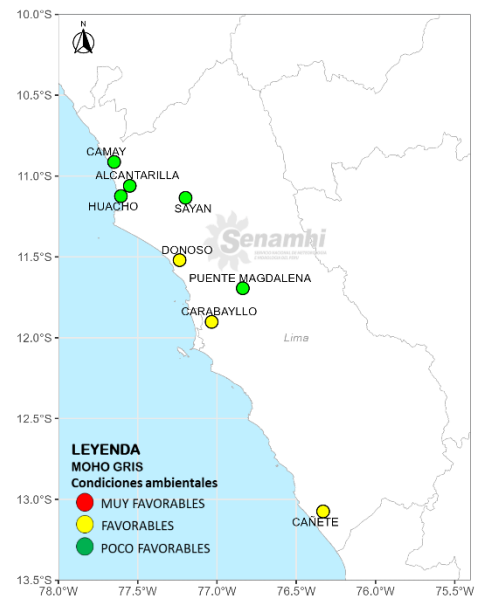 10.0°S
N
10.5°S
CAMAY
11.0°S
ALCANTARILLA
HUACHO
SAYAN
Senamhi
DONOSO
11.5°S
PUENTE MAGDALENA
CARABAYLLO
12.0°S
Lima
12.5°S
LEYENDA
MOHO GRIS
Condiciones ambientales
MUY FAVORABLES
13.0°S
FAVORABLES
CAÑETE
POCO FAVORABLES
13.5°S
78.0°W
77.5°W
77.0°W
76.5°W
76.0°W
75.5°W